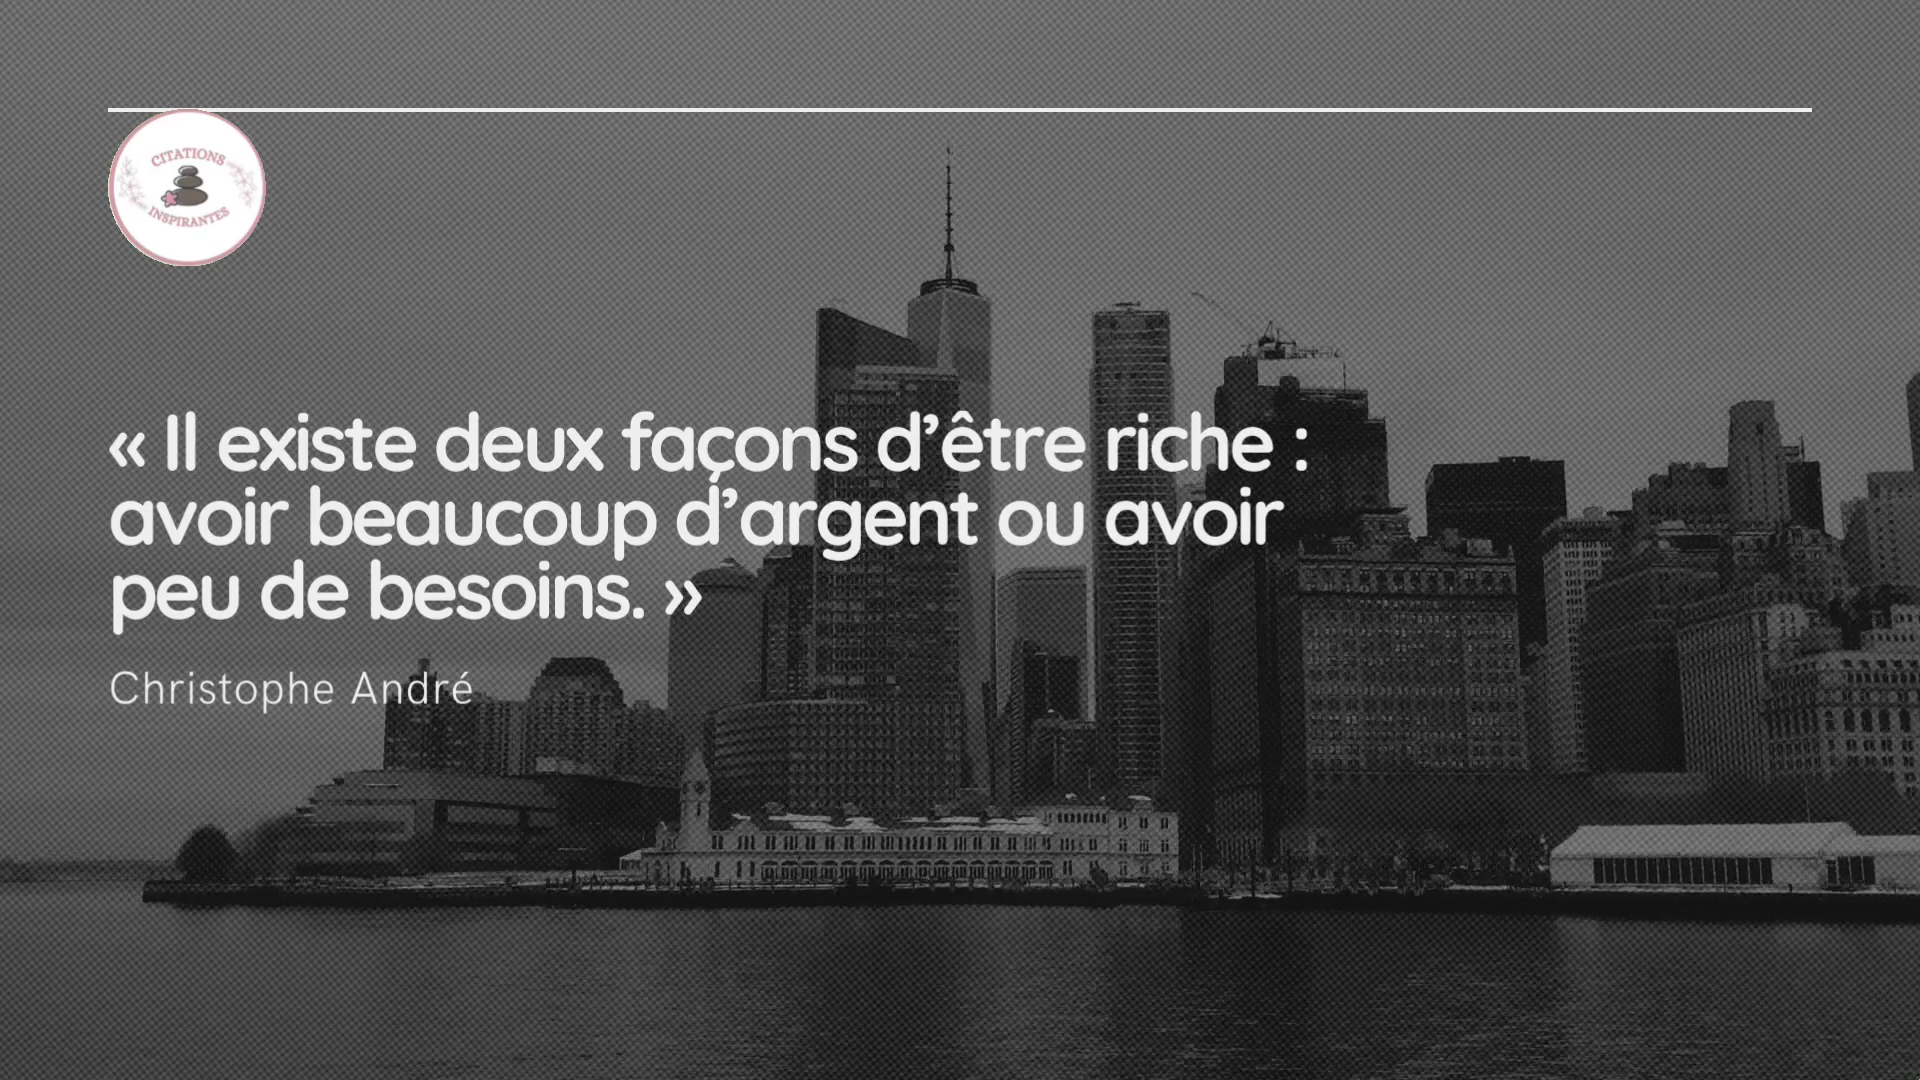 CITATIONS
INSPIRANTES
« Il existe deux façons d’être riche :
avoir beaucoup d’argent ou avoir
peu de besoins. »
Christophe André